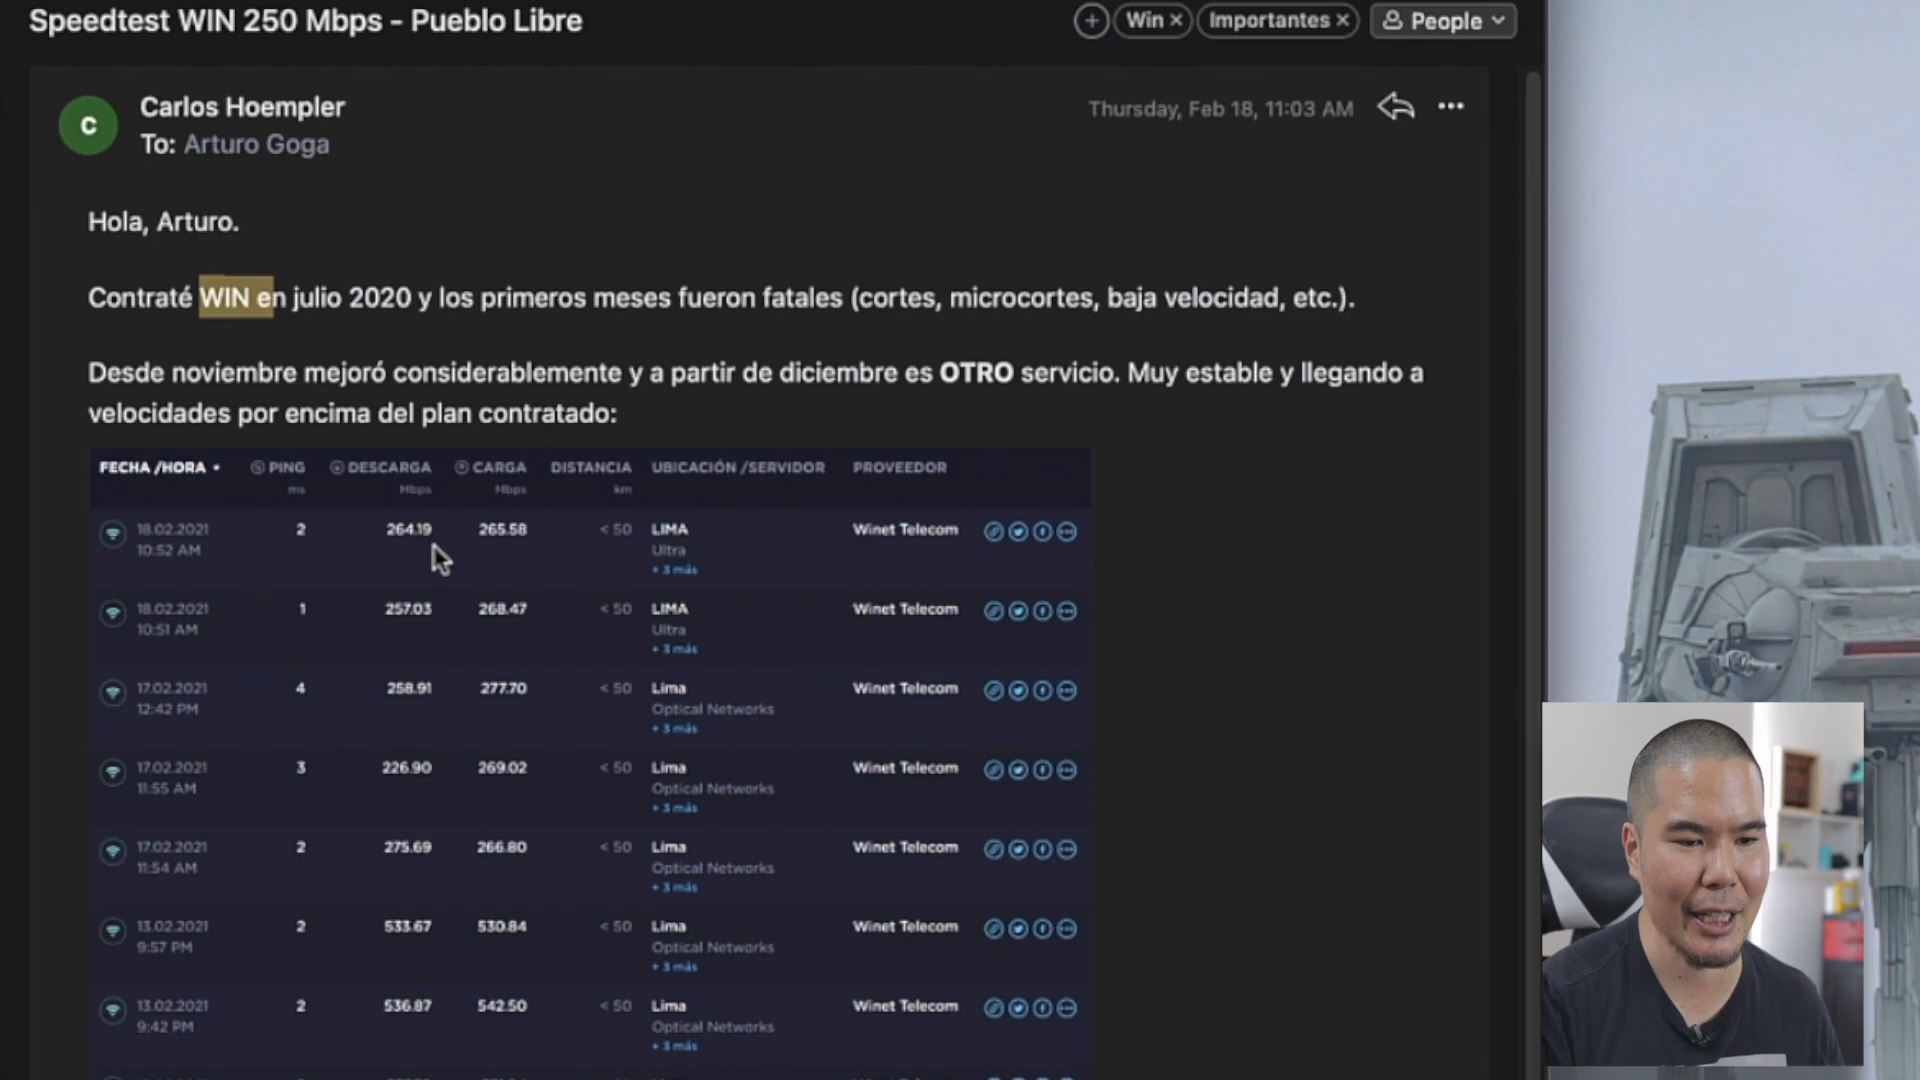 Speedtest WIN 250 Mbps - Pueblo Libre
Win × Importantes × People
C
Carlos Hoempler
Thursday, Feb 18, 11:03 AM
To: Arturo Goga
Hola, Arturo.
Contraté WIN en julio 2020 y los primeros meses fueron fatales (cortes, microcortes, baja velocidad, etc.).
Desde noviembre mejoró considerablemente y a partir de diciembre es OTRO servicio. Muy estable y llegando a
velocidades por encima del plan contratado:
FECHA /HORA PING DESCARGA CARGA DISTANCIA UBICACIÓN /SERVIDOR PROVEEDOR
ms Mbps Mbps km
18.02.2021 2 264.19 265.58 < 50 LIMA Winet Telecom
10:52 AM Ultra
+ 3 más
18.02.2021 1 257.03 268.47 < 50 LIMA Winet Telecom
10:51 AM Ultra
+ 3 más
17.02.2021 4 258.91 277.70 < 50 Lima Winet Telecom
12:42 PM Optical Networks
+ 3 más
17.02.2021 3 226.90 269.02 < 50 Lima Winet Telecom
11:55 AM Optical Networks
+ 3 más
17.02.2021 2 275.69 266.80 < 50 Lima Winet Telecom
11:54 AM Optical Networks
+ 3 más
13.02.2021 2 533.67 530.84 < 50 Lima Winet Telecom
9:57 PM Optical Networks
+ 3 más
13.02.2021 2 536.87 542.50 < 50 Lima Winet Telecom
9:42 PM Optical Networks
+ 3 más